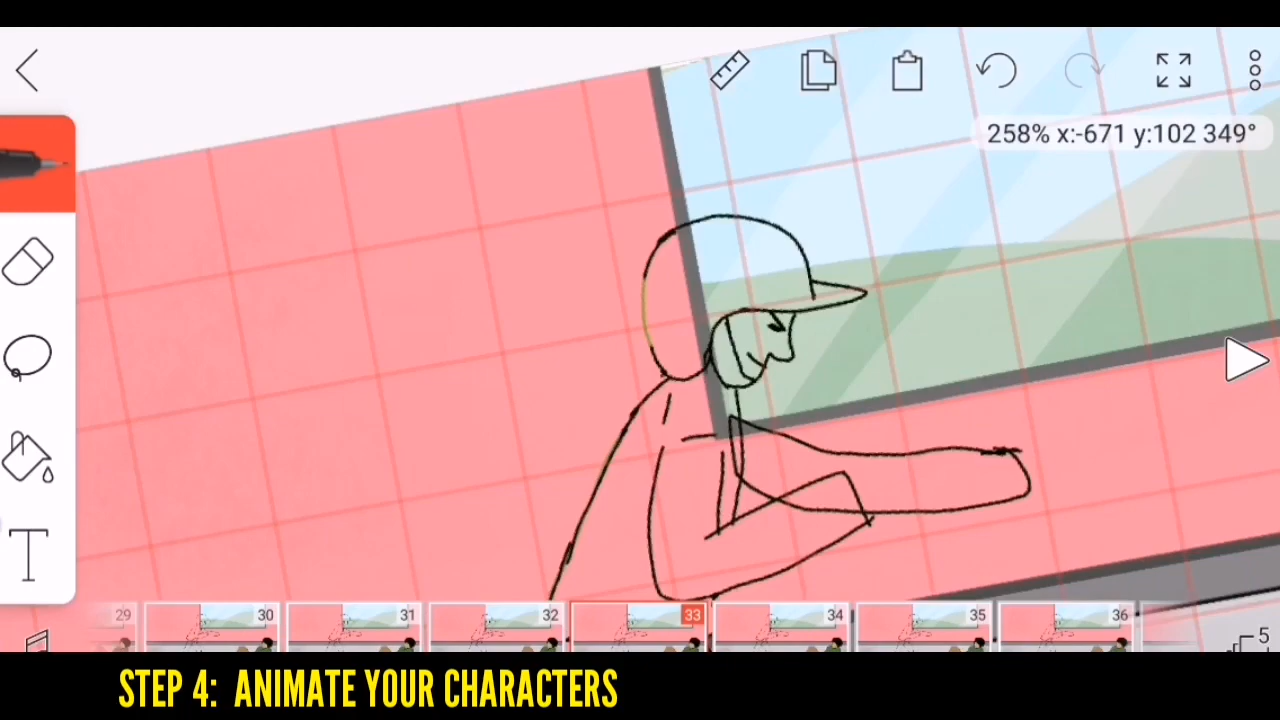 258% x:-671 y:102 349°
T
29 30 31 32 33 34 35 36
5
STEP 4: ANIMATE YOUR CHARACTERS